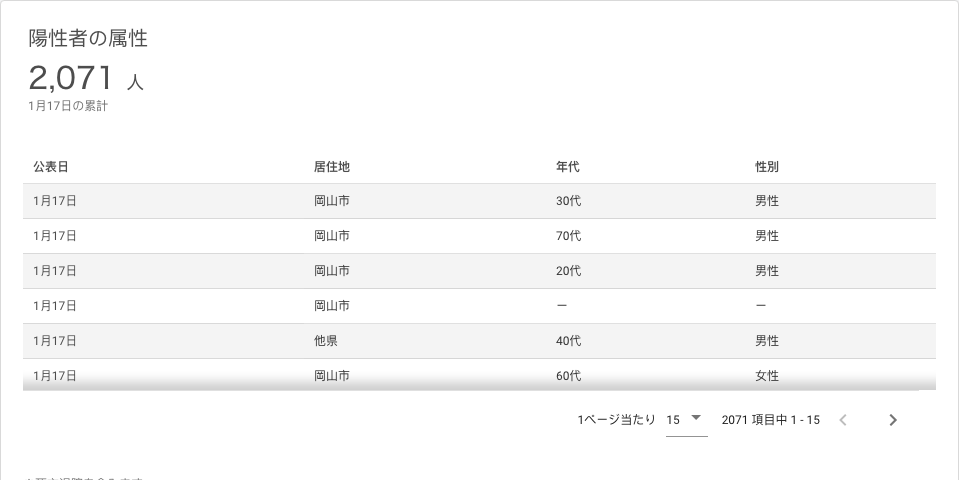 陽性者の属性
2,071 人
1月17日の累計
公表日 居住地 年代 性別
1月17日 岡山市 30代 男性
1月17日 岡山市 70代 男性
1月17日 岡山市 20代 男性
1月17日 岡山市 ー ー
1月17日 他県 40代 男性
1月17日 岡山市 60代 女性
1ページ当たり 15 2071 項目中 1 - 15